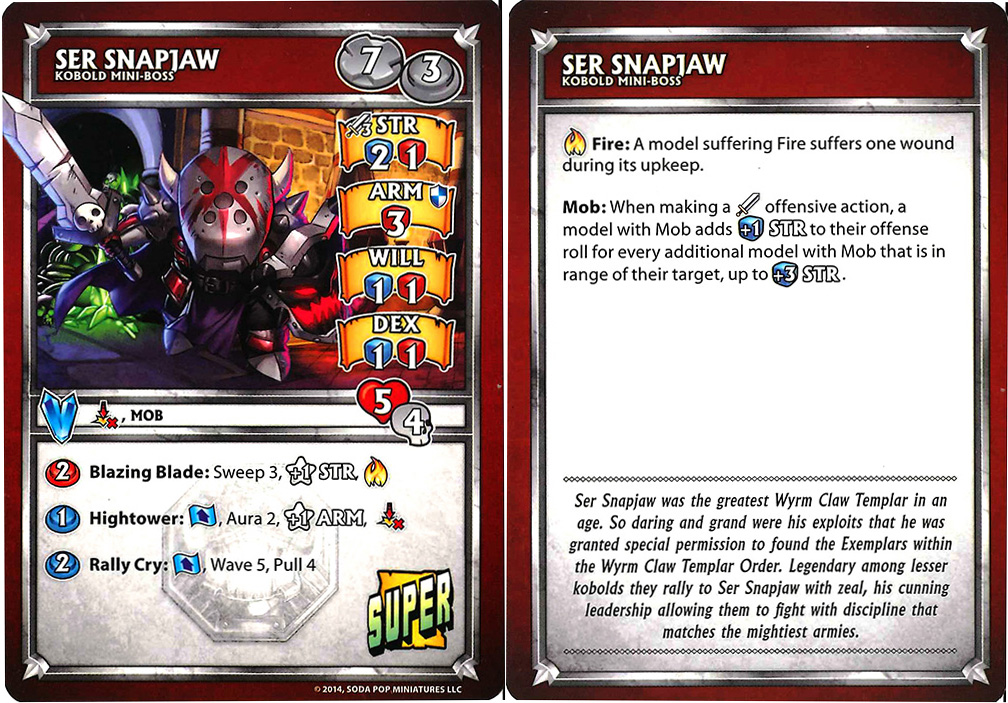 SER SNAPJAW
KOBOLD MINI-BOSS
7
3
3 STR
2 1
ARM
3
WILL
1 1
DEX
1 1
, MOB
5
4
2 Blazing Blade: Sweep 3, +1 STR,
1 Hightower: , Aura 2, +1 ARM,
2 Rally Cry: , Wave 5, Pull 4
SUPER
© 2014, SODA POP MINIATURES LLC
SER SNAPJAW
KOBOLD MINI-BOSS
Fire: A model suffering Fire suffers one wound
during its upkeep.
Mob: When making a offensive action, a
model with Mob adds +1 STR to their offense
roll for every additional model with Mob that is in
range of their target, up to +3 STR.
Ser Snapjaw was the greatest Wyrm Claw Templar in an
age. So daring and grand were his exploits that he was
granted special permission to found the Exemplars within
the Wyrm Claw Templar Order. Legendary among lesser
kobolds they rally to Ser Snapjaw with zeal, his cunning
leadership allowing them to fight with discipline that
matches the mightiest armies.